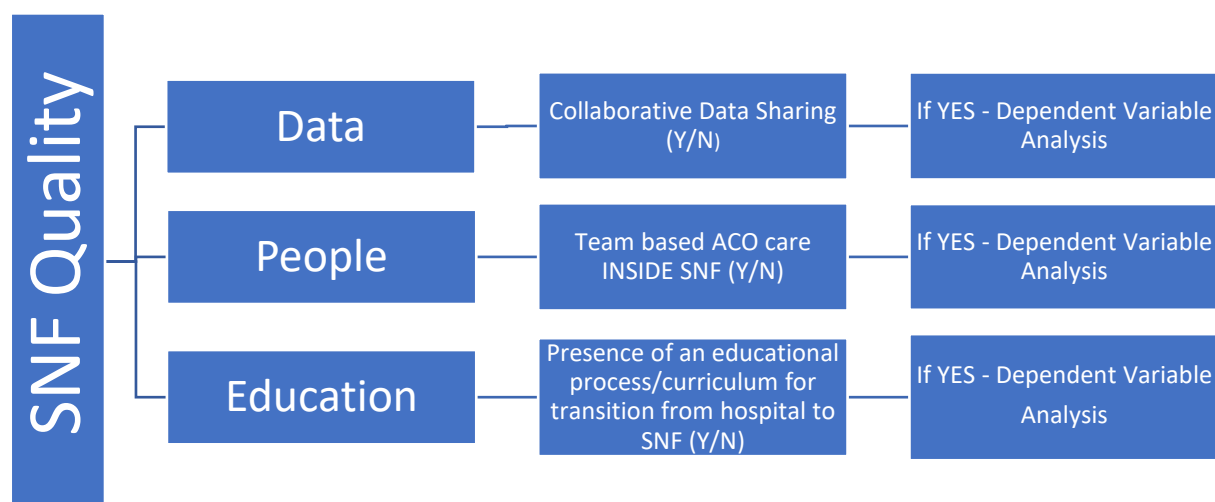 SNF Quality
Data
Collaborative Data Sharing
(Y/N)
If YES - Dependent Variable
Analysis
People
Team based ACO care
INSIDE SNF (Y/N)
If YES - Dependent Variable
Analysis
Education
Presence of an educational
process/curriculum for
transition from hospital to
SNF (Y/N)
If YES - Dependent Variable
Analysis